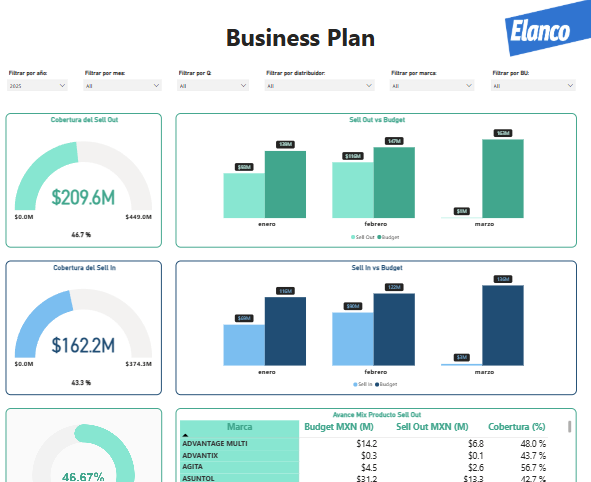 Business Plan
Elanco
Filtrar por año: Filtrar por mes: Filtrar por Q: Filtrar por distribuidor: Filtrar por marca: Filtrar por BU:
2025 All All All All All
Cobertura del Sell Out
$209.6M
$0.0M $449.0M
46.7 %
Sell Out vs Budget
139M 147M 163M
$116M
enero febrero marzo
Sell Out Budget
Cobertura del Sell In
$162.2M
$0.0M $374.3M
43.3 %
Sell In vs Budget
116M 122M 136M
$69M $90M $3M
enero febrero marzo
Sell In Budget
46.67%
Avance Mix Producto Sell Out
Marca Budget MXN (M) Sell Out MXN (M) Cobertura (%)
ADVANTAGE MULTI $14.2 $6.8 48.0 %
ADVANTIX $0.3 $0.1 43.7 %
AGITA $4.5 $2.6 56.7 %
ASUNTOL $31.2 $13.3 42.7 %